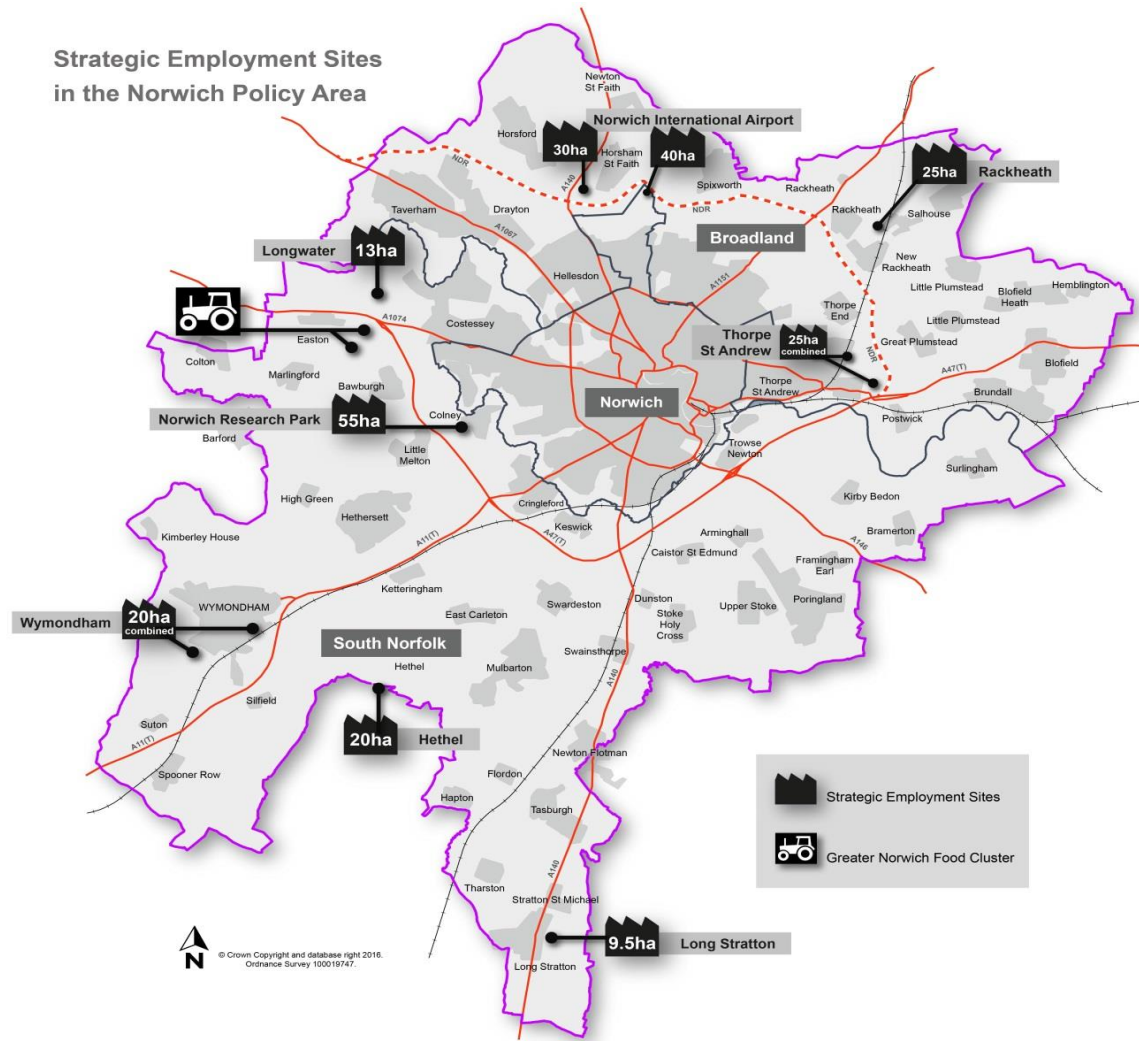 Strategic Employment Sites
in the Norwich Policy Area
Newton
St Faith
Norwich International Airport
Horsford
30ha
Horsham
St Faith
40ha
NDR
A140
Spixworth
Rackheath
25ha
Rackheath
Rackheath
Salhouse
Taverham
Drayton
NDR
A1067
Broadland
Longwater
13ha
Hellesdon
A1151
New
Rackheath
Little Plumstead
Blofield
Heath
Hemblington
Thorpe
End
Little Plumstead
Costessey
A1074
Easton
Thorpe
St Andrew
25ha
combined
Great Plumstead
NDR
Colton
Marlingford
Bawburgh
A47(T)
Blofield
Thorpe
St Andrew
Brundall
Norwich
Norwich Research Park
55ha
Colney
Postwick
Barford
Little
Melton
Trowse
Newton
Surlingham
High Green
Hethersett
Cringleford
Keswick
Kirby Bedon
Bramerton
Kimberley House
A11(T)
A47(T)
Arminghall
A146
Caistor St Edmund
Framingham
Earl
Ketteringham
Wymondham
20ha
combined
WYMONDHAM
East Carleton
Swardeston
Dunston
Stoke
Holy
Cross
Upper Stoke
Poringland
South Norfolk
Hethel
Mulbarton
Swainsthorpe
A140
Silfield
Suton
A11(T)
20ha
Hethel
Spooner Row
Newton Flotman
Flordon
Hapton
Tasburgh
Strategic Employment Sites
Greater Norwich Food Cluster
A140
Tharston
Stratton St Michael
9.5ha
Long Stratton
Long Stratton
N
© Crown Copyright and database right 2016.
Ordnance Survey 100019747.